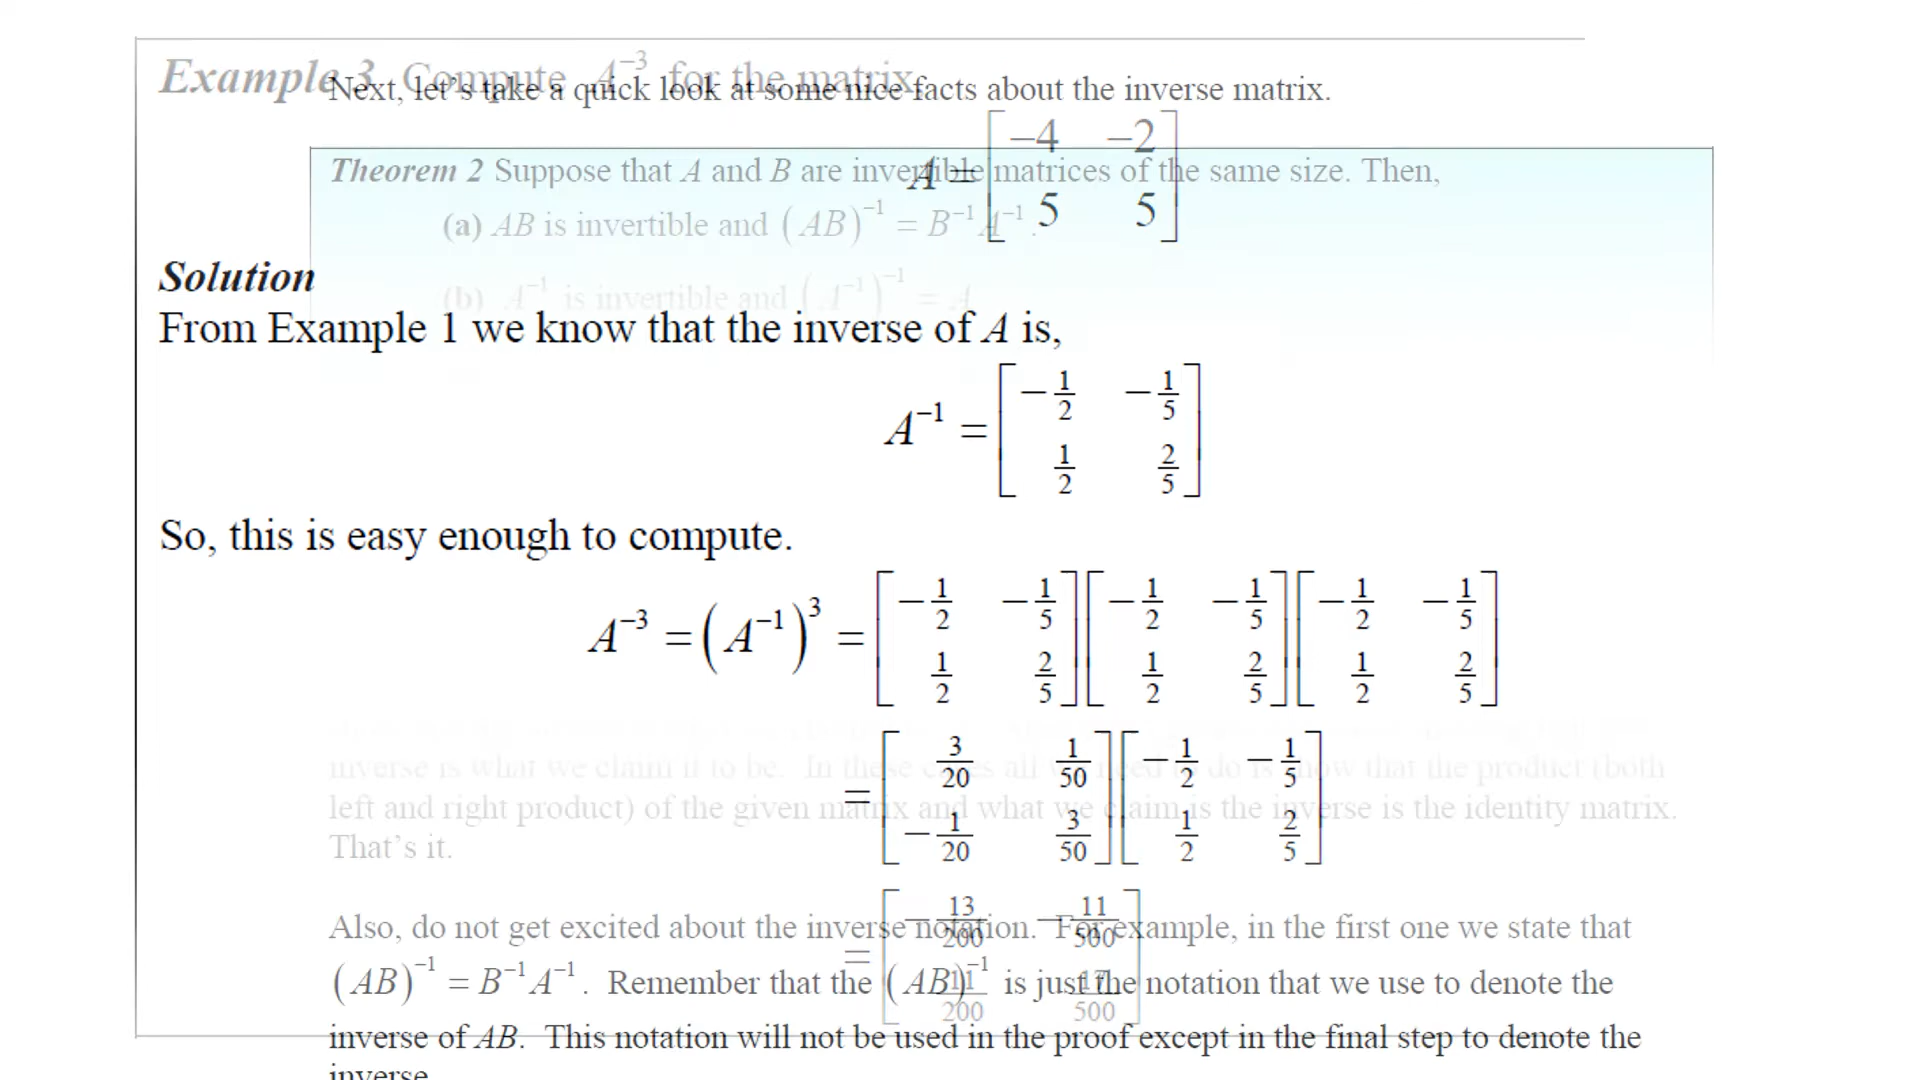 Example 3 Compute A⁻³ for the matrix,
Next, let's take a quick look at some nice facts about the inverse matrix.
A = [ −4 −2
5 5 ]
Theorem 2 Suppose that A and B are invertible matrices of the same size. Then,
(a) AB is invertible and (AB)⁻¹ = B⁻¹A⁻¹.
(b) A⁻¹ is invertible and (A⁻¹)⁻¹ = A
Solution
From Example 1 we know that the inverse of A is,
A⁻¹ = [ −1/2 −1/5
1/2 2/5 ]
So, this is easy enough to compute.
A⁻³ = (A⁻¹)³ = [ −1/2 −1/5 ] [ −1/2 −1/5 ] [ −1/2 −1/5 ]
[ 1/2 2/5 ] [ 1/2 2/5 ] [ 1/2 2/5 ]
= [ 3/20 1/50 ] [ −1/2 −1/5 ]
[ −1/20 3/50 ] [ 1/2 2/5 ]
inverse is what we claim it to be. In these cases all we need to do is show that the product (both
left and right product) of the given matrix and what we claim is the inverse is the identity matrix.
That's it.
= [ −13/200 −11/500 ]
[ 11/200 17/500 ]
Also, do not get excited about the inverse notation. For example, in the first one we state that
(AB)⁻¹ = B⁻¹A⁻¹. Remember that the (AB)⁻¹ is just the notation that we use to denote the
inverse of AB. This notation will not be used in the proof except in the final step to denote the
inverse.